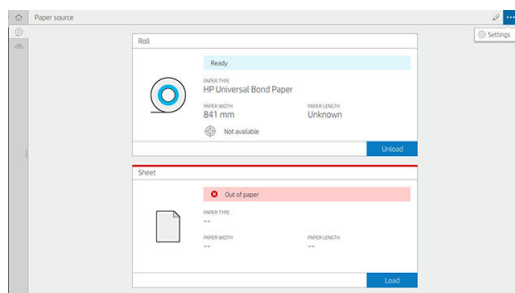 Paper source
Settings
Roll
Ready
PAPER TYPE
HP Universal Bond Paper
PAPER WIDTH PAPER LENGTH
841 mm Unknown
Not available
Unload
Sheet
Out of paper
PAPER TYPE
--
PAPER WIDTH PAPER LENGTH
-- --
Load